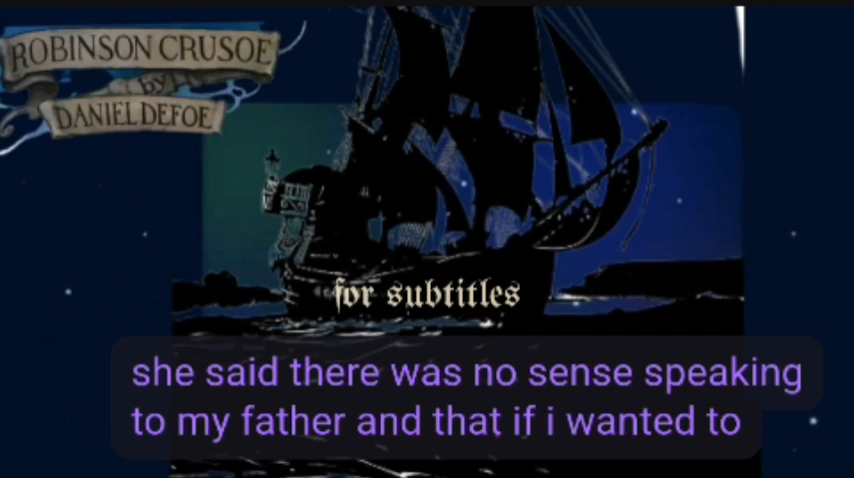 ROBINSON CRUSOE
by
DANIEL DEFOE
for subtitles
she said there was no sense speaking
to my father and that if i wanted to